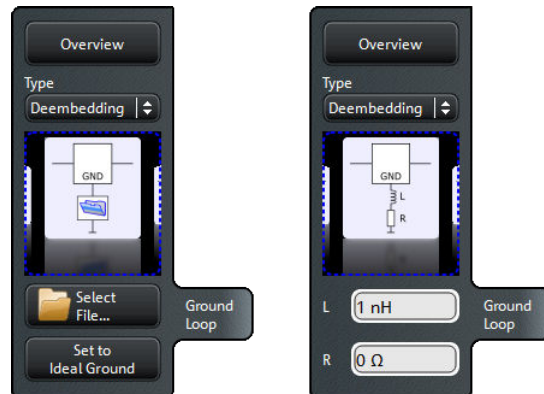 Overview
Type
Deembedding
GND
Select
File...
Set to
Ideal Ground
Ground
Loop
Overview
Type
Deembedding
GND
L
R
L
1 nH
R
0 Ω
Ground
Loop